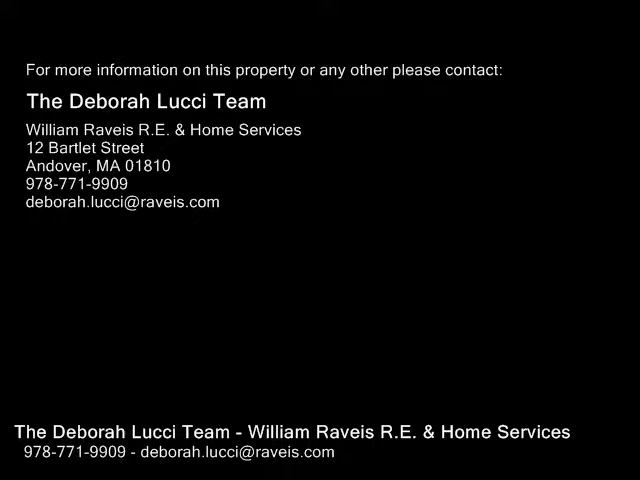 For more information on this property or any other please contact:
The Deborah Lucci Team
William Raveis R.E. & Home Services
12 Bartlet Street
Andover, MA 01810
978-771-9909
deborah.lucci@raveis.com
The Deborah Lucci Team - William Raveis R.E. & Home Services
978-771-9909 - deborah.lucci@raveis.com